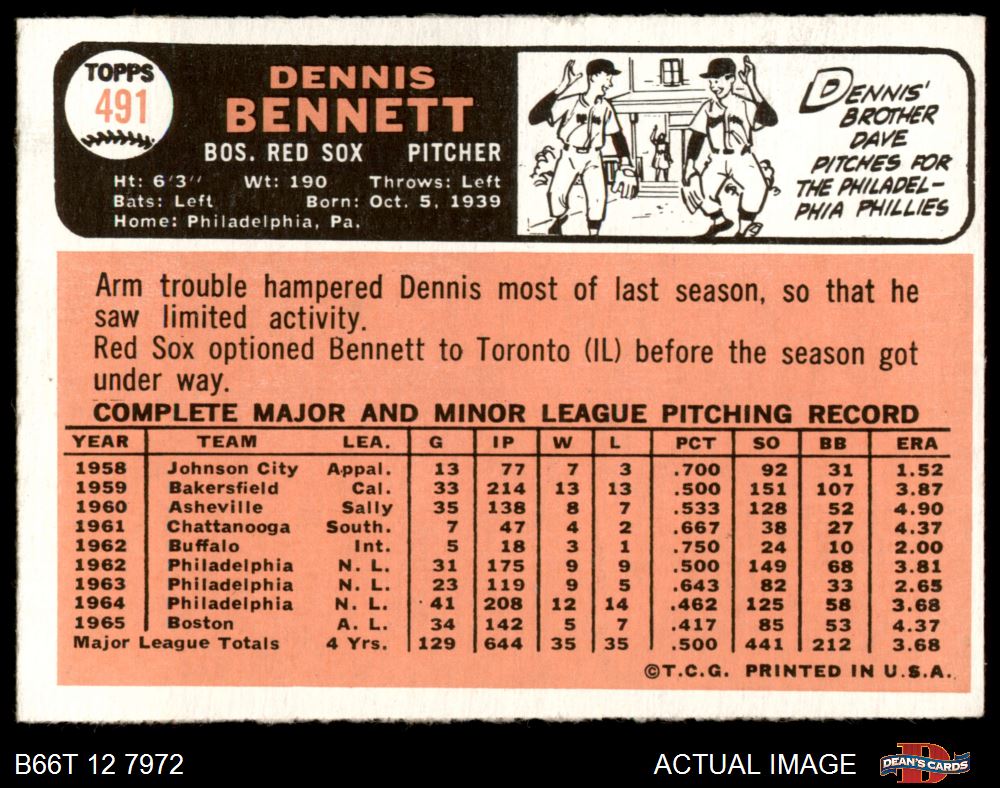 TOPPS
491
DENNIS
BENNETT
BOS. RED SOX PITCHER
Ht: 6'3" Wt: 190 Throws: Left
Bats: Left Born: Oct. 5, 1939
Home: Philadelphia, Pa.
DENNIS'
BROTHER
DAVE
PITCHES FOR
THE PHILADEL-
PHIA PHILLIES
Arm trouble hampered Dennis most of last season, so that he
saw limited activity.
Red Sox optioned Bennett to Toronto (IL) before the season got
under way.
COMPLETE MAJOR AND MINOR LEAGUE PITCHING RECORD
YEAR TEAM LEA. G IP W L PCT SO BB ERA
1958 Johnson City Appal. 13 77 7 3 .700 92 31 1.52
1959 Bakersfield Cal. 33 214 13 13 .500 151 107 3.87
1960 Asheville Sally 35 138 8 7 .533 128 52 4.90
1961 Chattanooga South. 7 47 4 2 .667 38 27 4.37
1962 Buffalo Int. 5 18 3 1 .750 24 10 2.00
1962 Philadelphia N. L. 31 175 9 9 .500 149 68 3.81
1963 Philadelphia N. L. 23 119 9 5 .643 82 33 2.65
1964 Philadelphia N. L. 41 208 12 14 .462 125 58 3.68
1965 Boston A. L. 34 142 5 7 .417 85 53 4.37
Major League Totals 4 Yrs. 129 644 35 35 .500 441 212 3.68
©T.C.G. PRINTED IN U.S.A.
B66T 12 7972
ACTUAL IMAGE
DEAN'S CARDS